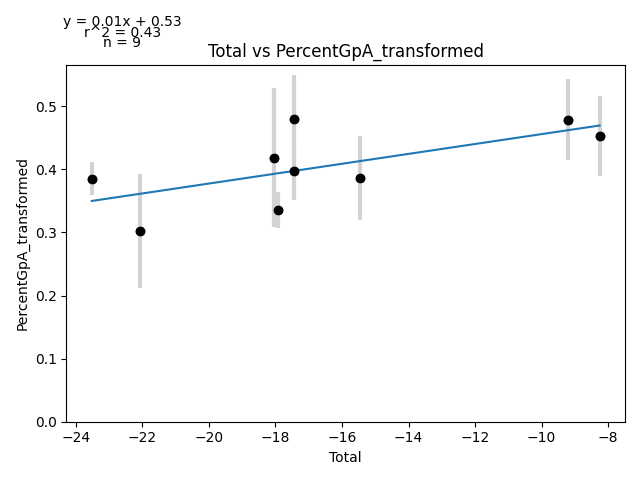 y = 0.01x + 0.53
r^2 = 0.43
n = 9
Total vs PercentGpA_transformed
PercentGpA_transformed
0.5
0.4
0.3
0.2
0.1
0.0
−24 −22 −20 −18 −16 −14 −12 −10 −8
Total